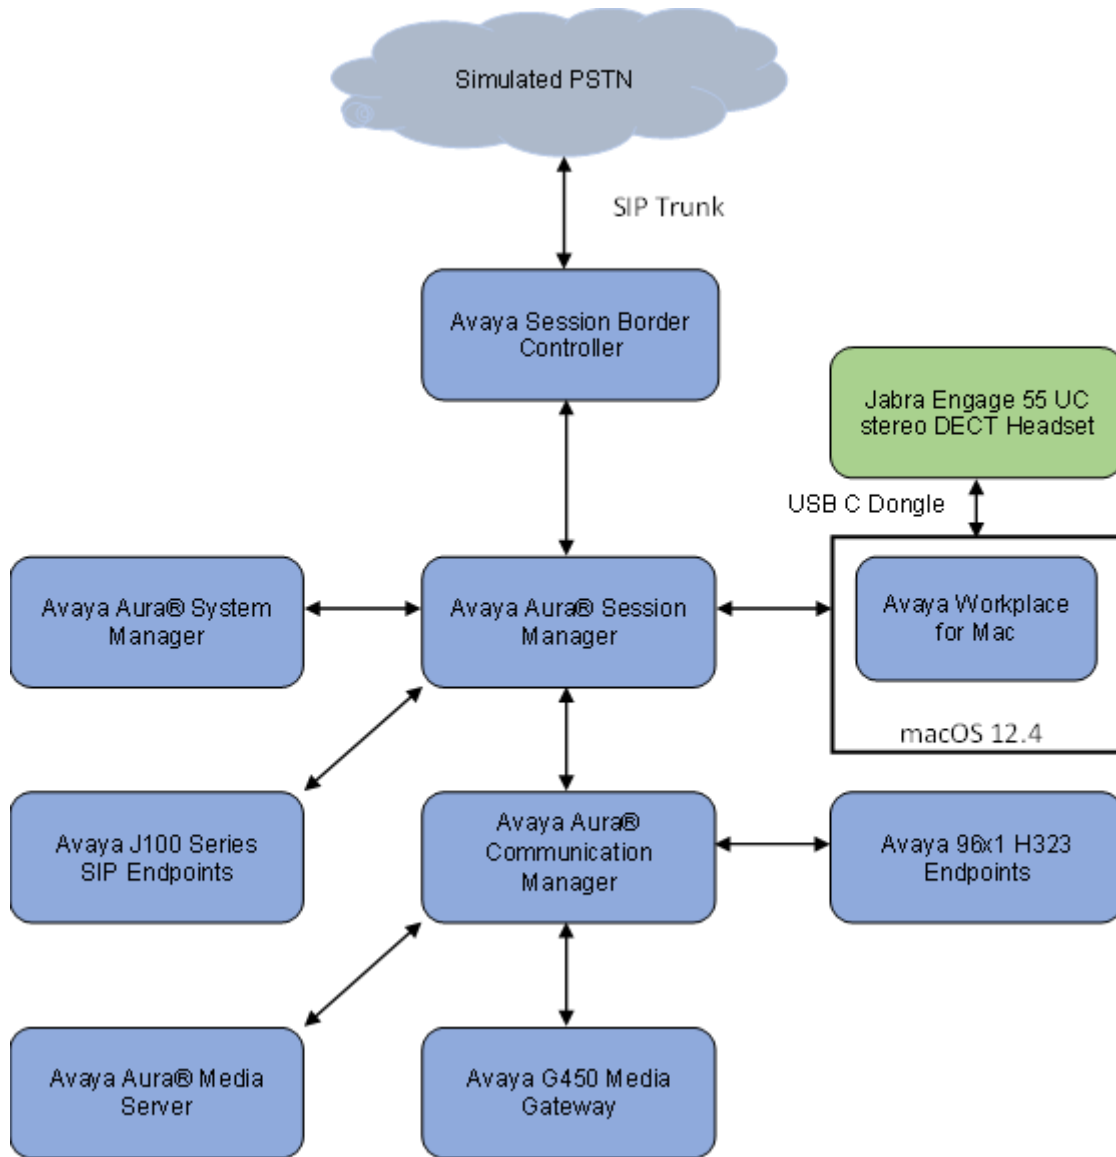 Simulated PSTN
SIP Trunk
Avaya Session Border
Controller
Jabra Engage 55 UC
stereo DECT Headset
USB C Dongle
Avaya Aura® System
Manager
Avaya Aura® Session
Manager
Avaya Workplace
for Mac
macOS 12.4
Avaya J100 Series
SIP Endpoints
Avaya Aura®
Communication
Manager
Avaya 96x1 H323
Endpoints
Avaya Aura® Media
Server
Avaya G450 Media
Gateway